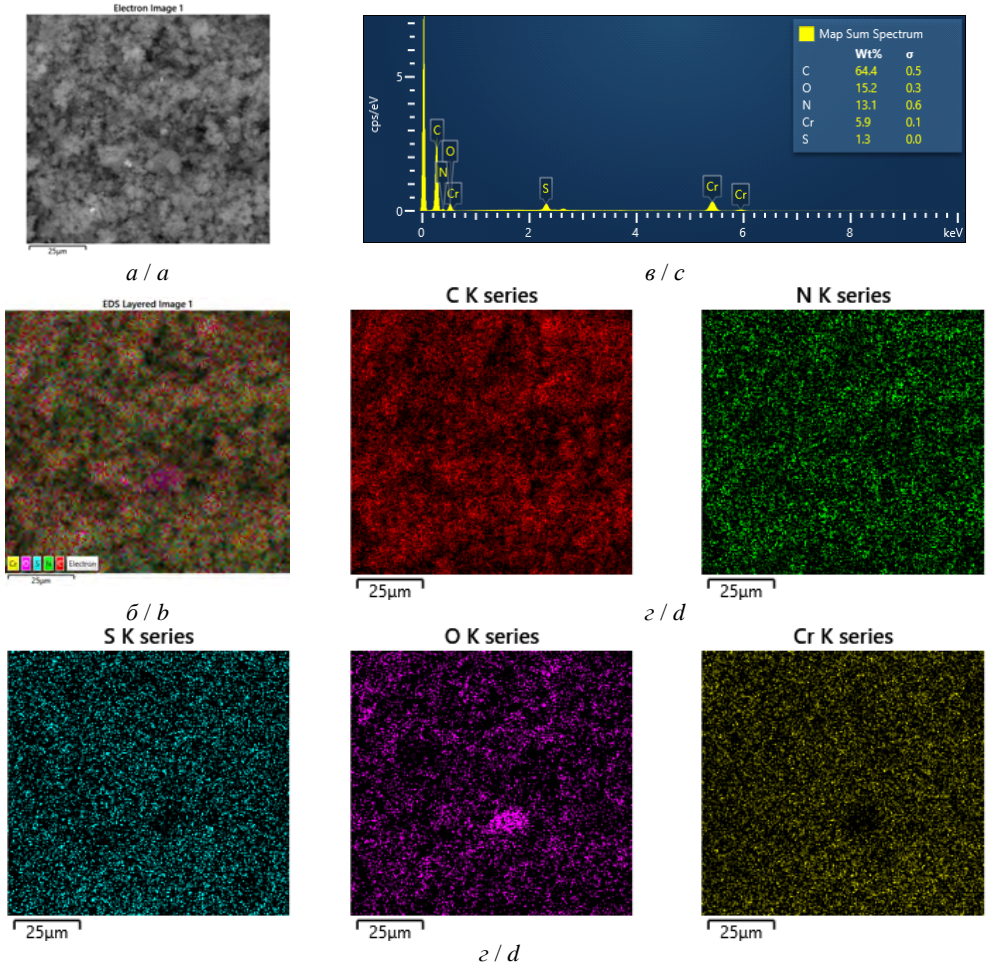 Electron Image 1
25µm
а / a
cps/eV
5
0
C
O
N
Cr
S
Cr
Cr
0 2 4 6 8 keV
Map Sum Spectrum
Wt% σ
C 64.4 0.5
O 15.2 0.3
N 13.1 0.6
Cr 5.9 0.1
S 1.3 0.0
в / c
EDS Layered Image 1
Cr O S N C Electron
25µm
б / b
C K series
25µm
N K series
25µm
г / d
S K series
25µm
O K series
25µm
Cr K series
25µm
г / d